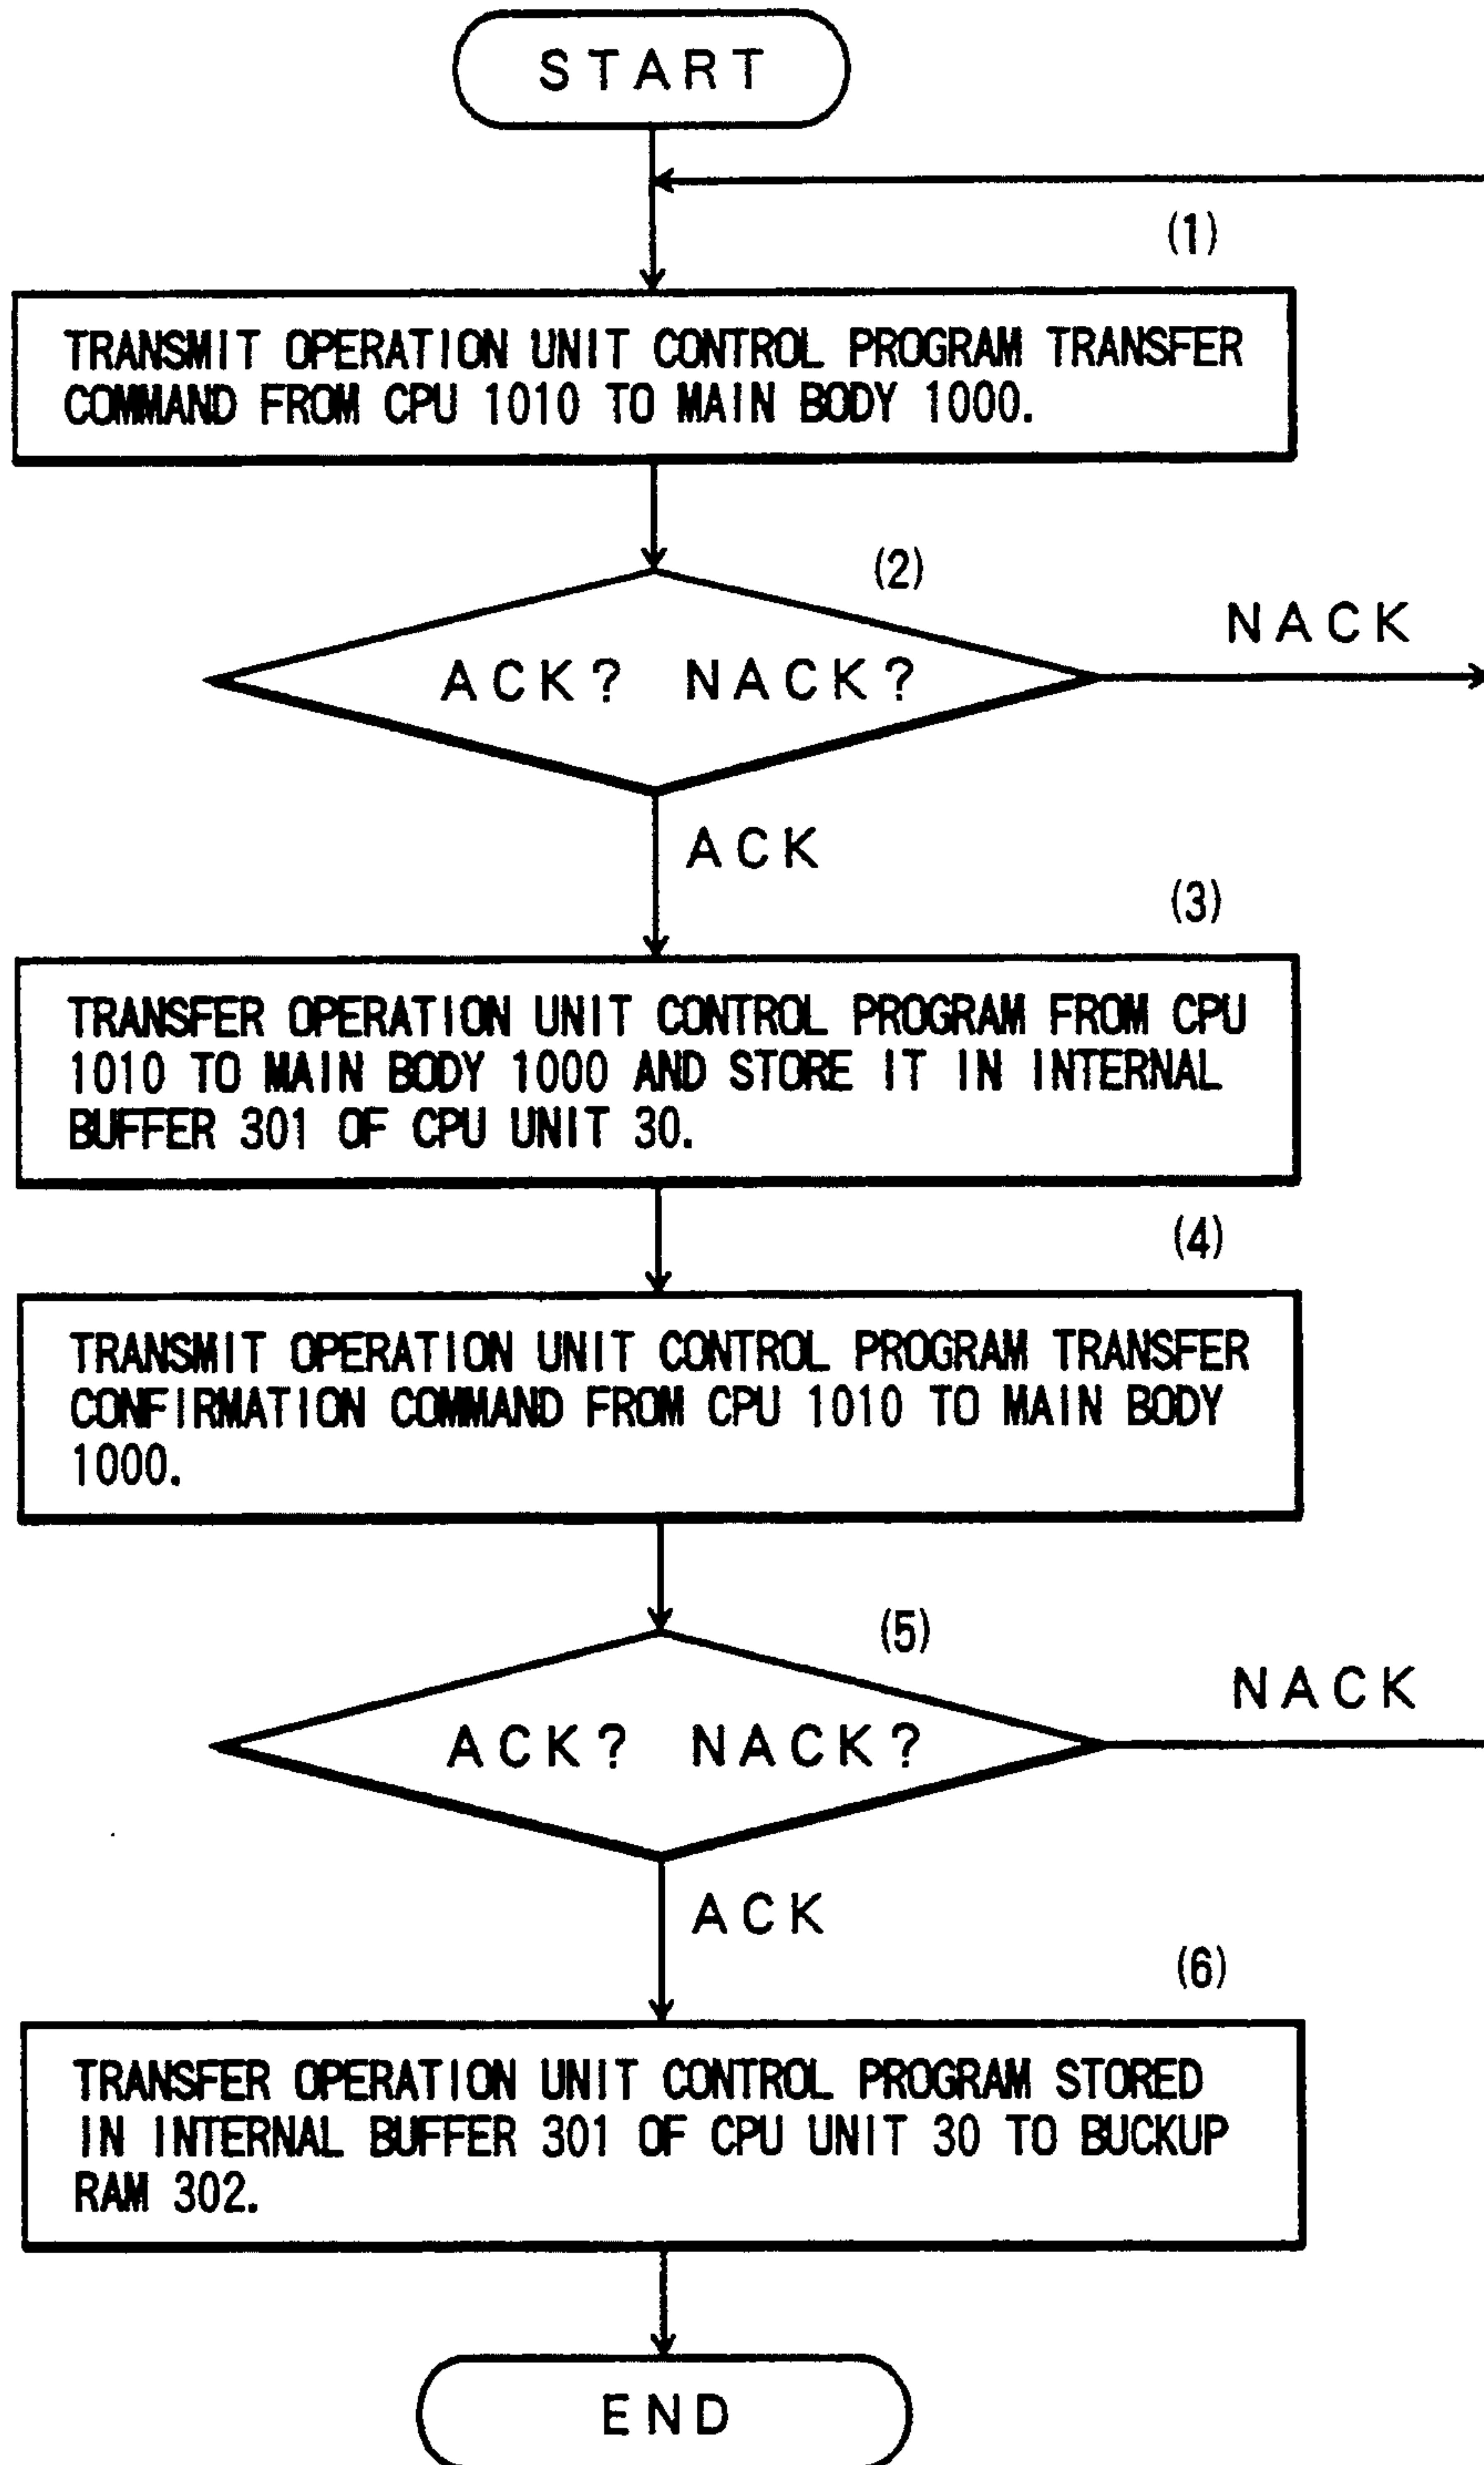 START
(1)
TRANSMIT OPERATION UNIT CONTROL PROGRAM TRANSFER
COMMAND FROM CPU 1010 TO MAIN BODY 1000.
(2)
ACK? NACK?
NACK
ACK
(3)
TRANSFER OPERATION UNIT CONTROL PROGRAM FROM CPU
1010 TO MAIN BODY 1000 AND STORE IT IN INTERNAL
BUFFER 301 OF CPU UNIT 30.
(4)
TRANSMIT OPERATION UNIT CONTROL PROGRAM TRANSFER
CONFIRMATION COMMAND FROM CPU 1010 TO MAIN BODY
1000.
(5)
ACK? NACK?
NACK
ACK
(6)
TRANSFER OPERATION UNIT CONTROL PROGRAM STORED
IN INTERNAL BUFFER 301 OF CPU UNIT 30 TO BUCKUP
RAM 302.
END